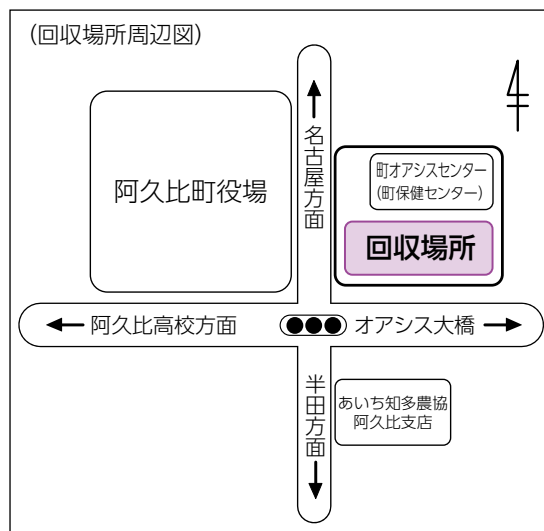 (回収場所周辺図)
名古屋方面
阿久比町役場
町オアシスセンター
(町保健センター)
回収場所
阿久比高校方面
オアシス大橋
半田方面
あいち知多農協
阿久比支店